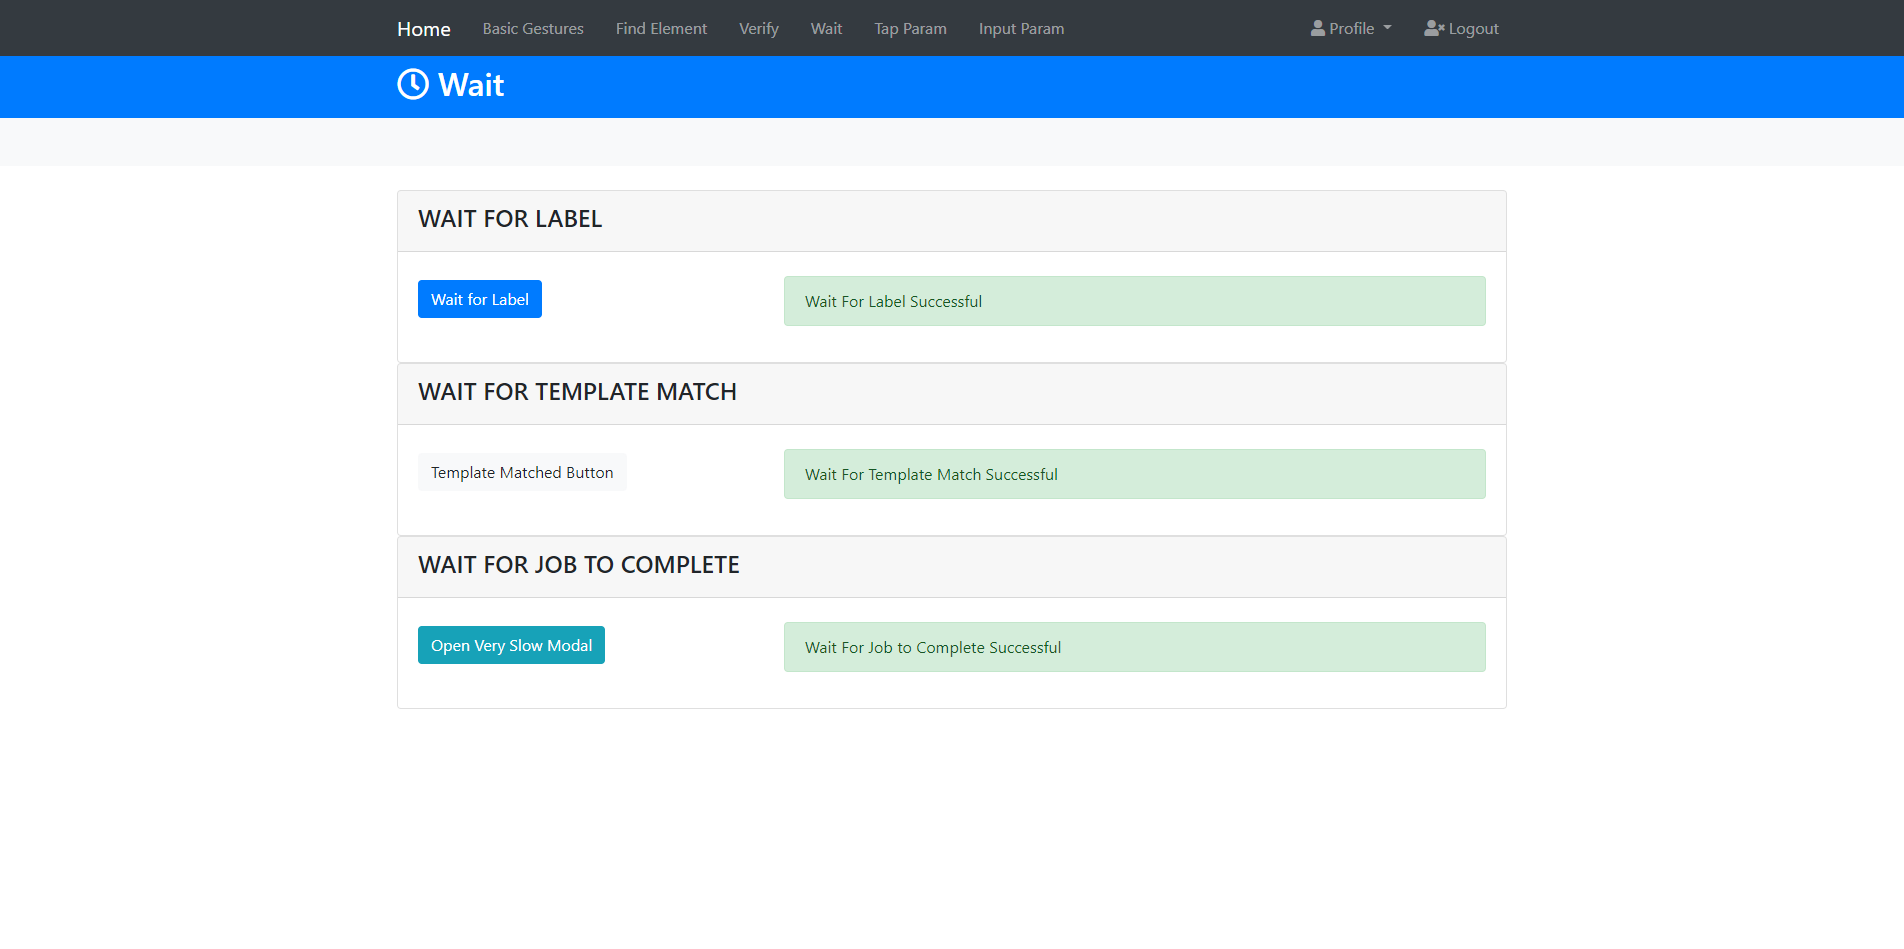 Home Basic Gestures Find Element Verify Wait Tap Param Input Param Profile Logout
Wait
WAIT FOR LABEL
Wait for Label Wait For Label Successful
WAIT FOR TEMPLATE MATCH
Template Matched Button Wait For Template Match Successful
WAIT FOR JOB TO COMPLETE
Open Very Slow Modal Wait For Job to Complete Successful